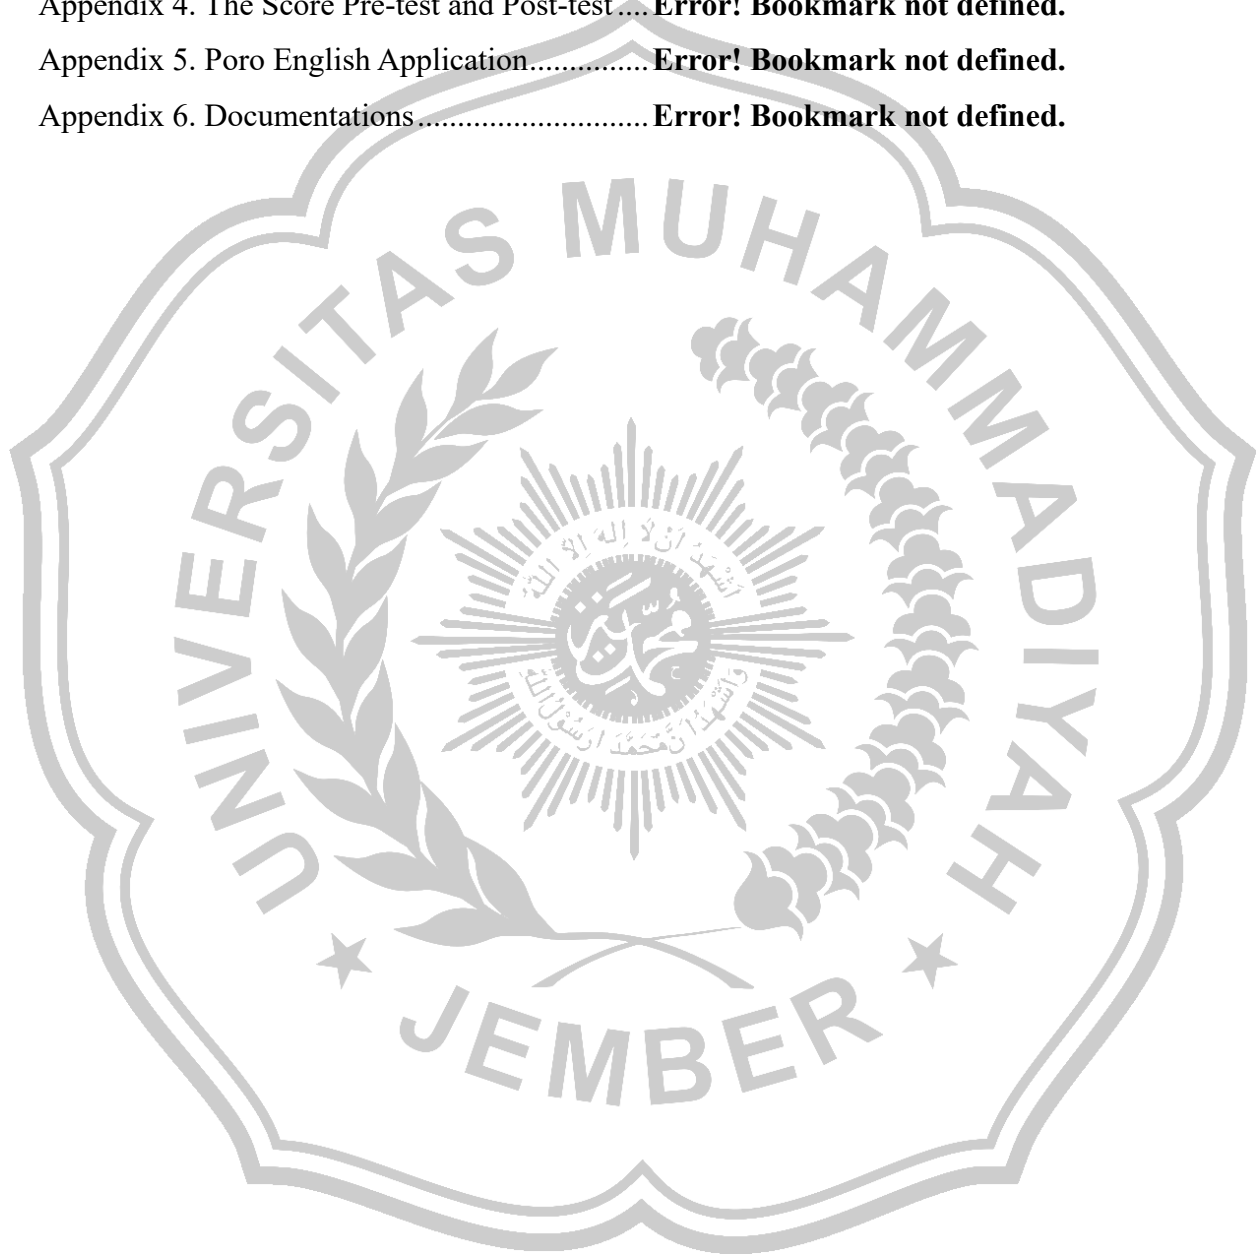 Appendix 4. The Score Pre-test and Post-test .... Error! Bookmark not defined.
Appendix 5. Poro English Application............... Error! Bookmark not defined.
Appendix 6. Documentations............................. Error! Bookmark not defined.
UNIVERSITAS MUHAMMADIYAH
JEMBER